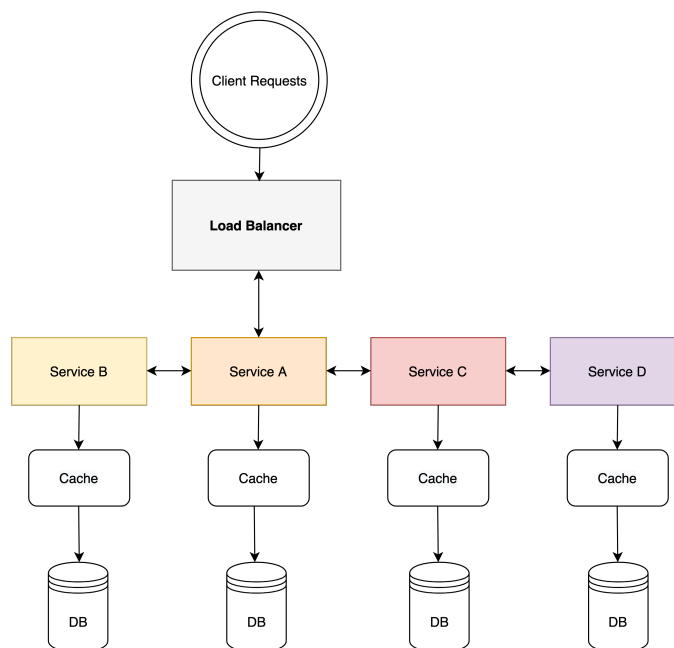 Client Requests
Load Balancer
Service B
Service A
Service C
Service D
Cache
Cache
Cache
Cache
DB
DB
DB
DB